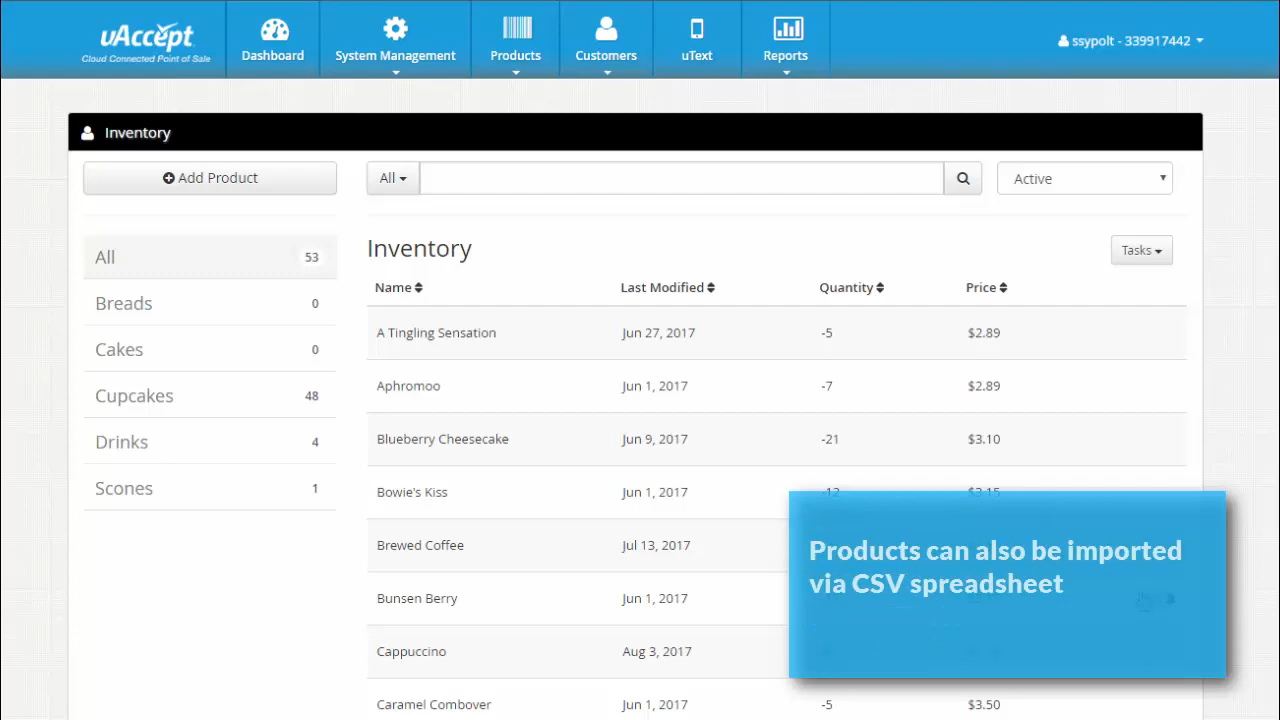 uAccept
Cloud Connected Point of Sale
Dashboard
System Management
Products
Customers
uText
Reports
ssypolt - 339917442
Inventory
Add Product
All
Active
All 53
Breads 0
Cakes 0
Cupcakes 48
Drinks 4
Scones 1
Inventory
Tasks
Name Last Modified Quantity Price
A Tingling Sensation Jun 27, 2017 -5 $2.89
Aphromoo Jun 1, 2017 -7 $2.89
Blueberry Cheesecake Jun 9, 2017 -21 $3.10
Bowie's Kiss Jun 1, 2017 -12 $3.15
Brewed Coffee Jul 13, 2017
Bunsen Berry Jun 1, 2017
Cappuccino Aug 3, 2017
Caramel Combover Jun 1, 2017 -5 $3.50
Products can also be imported
via CSV spreadsheet